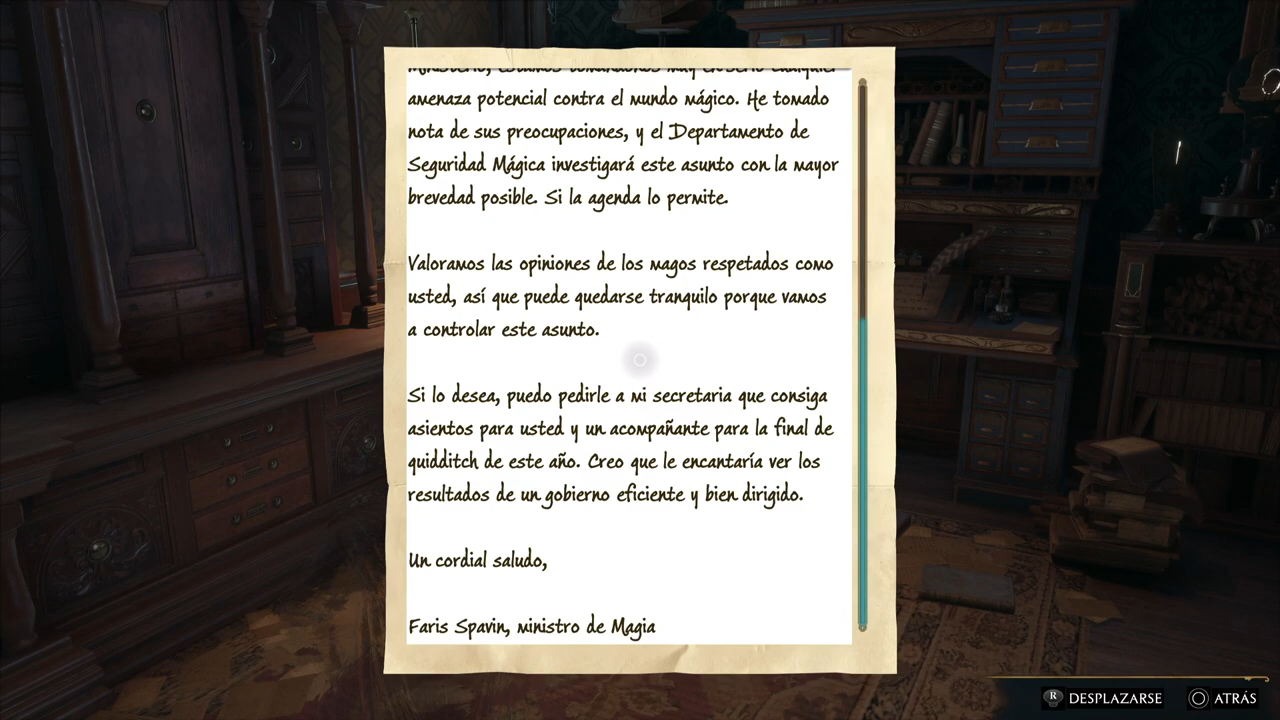 amenaza potencial contra el mundo mágico. He tomado
nota de sus preocupaciones, y el Departamento de
Seguridad Mágica investigará este asunto con la mayor
brevedad posible. Si la agenda lo permite.
Valoramos las opiniones de los magos respetados como
usted, así que puede quedarse tranquilo porque vamos
a controlar este asunto.
Si lo desea, puedo pedirle a mi secretaria que consiga
asientos para usted y un acompañante para la final de
quidditch de este año. Creo que le encantaría ver los
resultados de un gobierno eficiente y bien dirigido.
Un cordial saludo,
Faris Spavin, ministro de Magia
R DESPLAZARSE ATRÁS